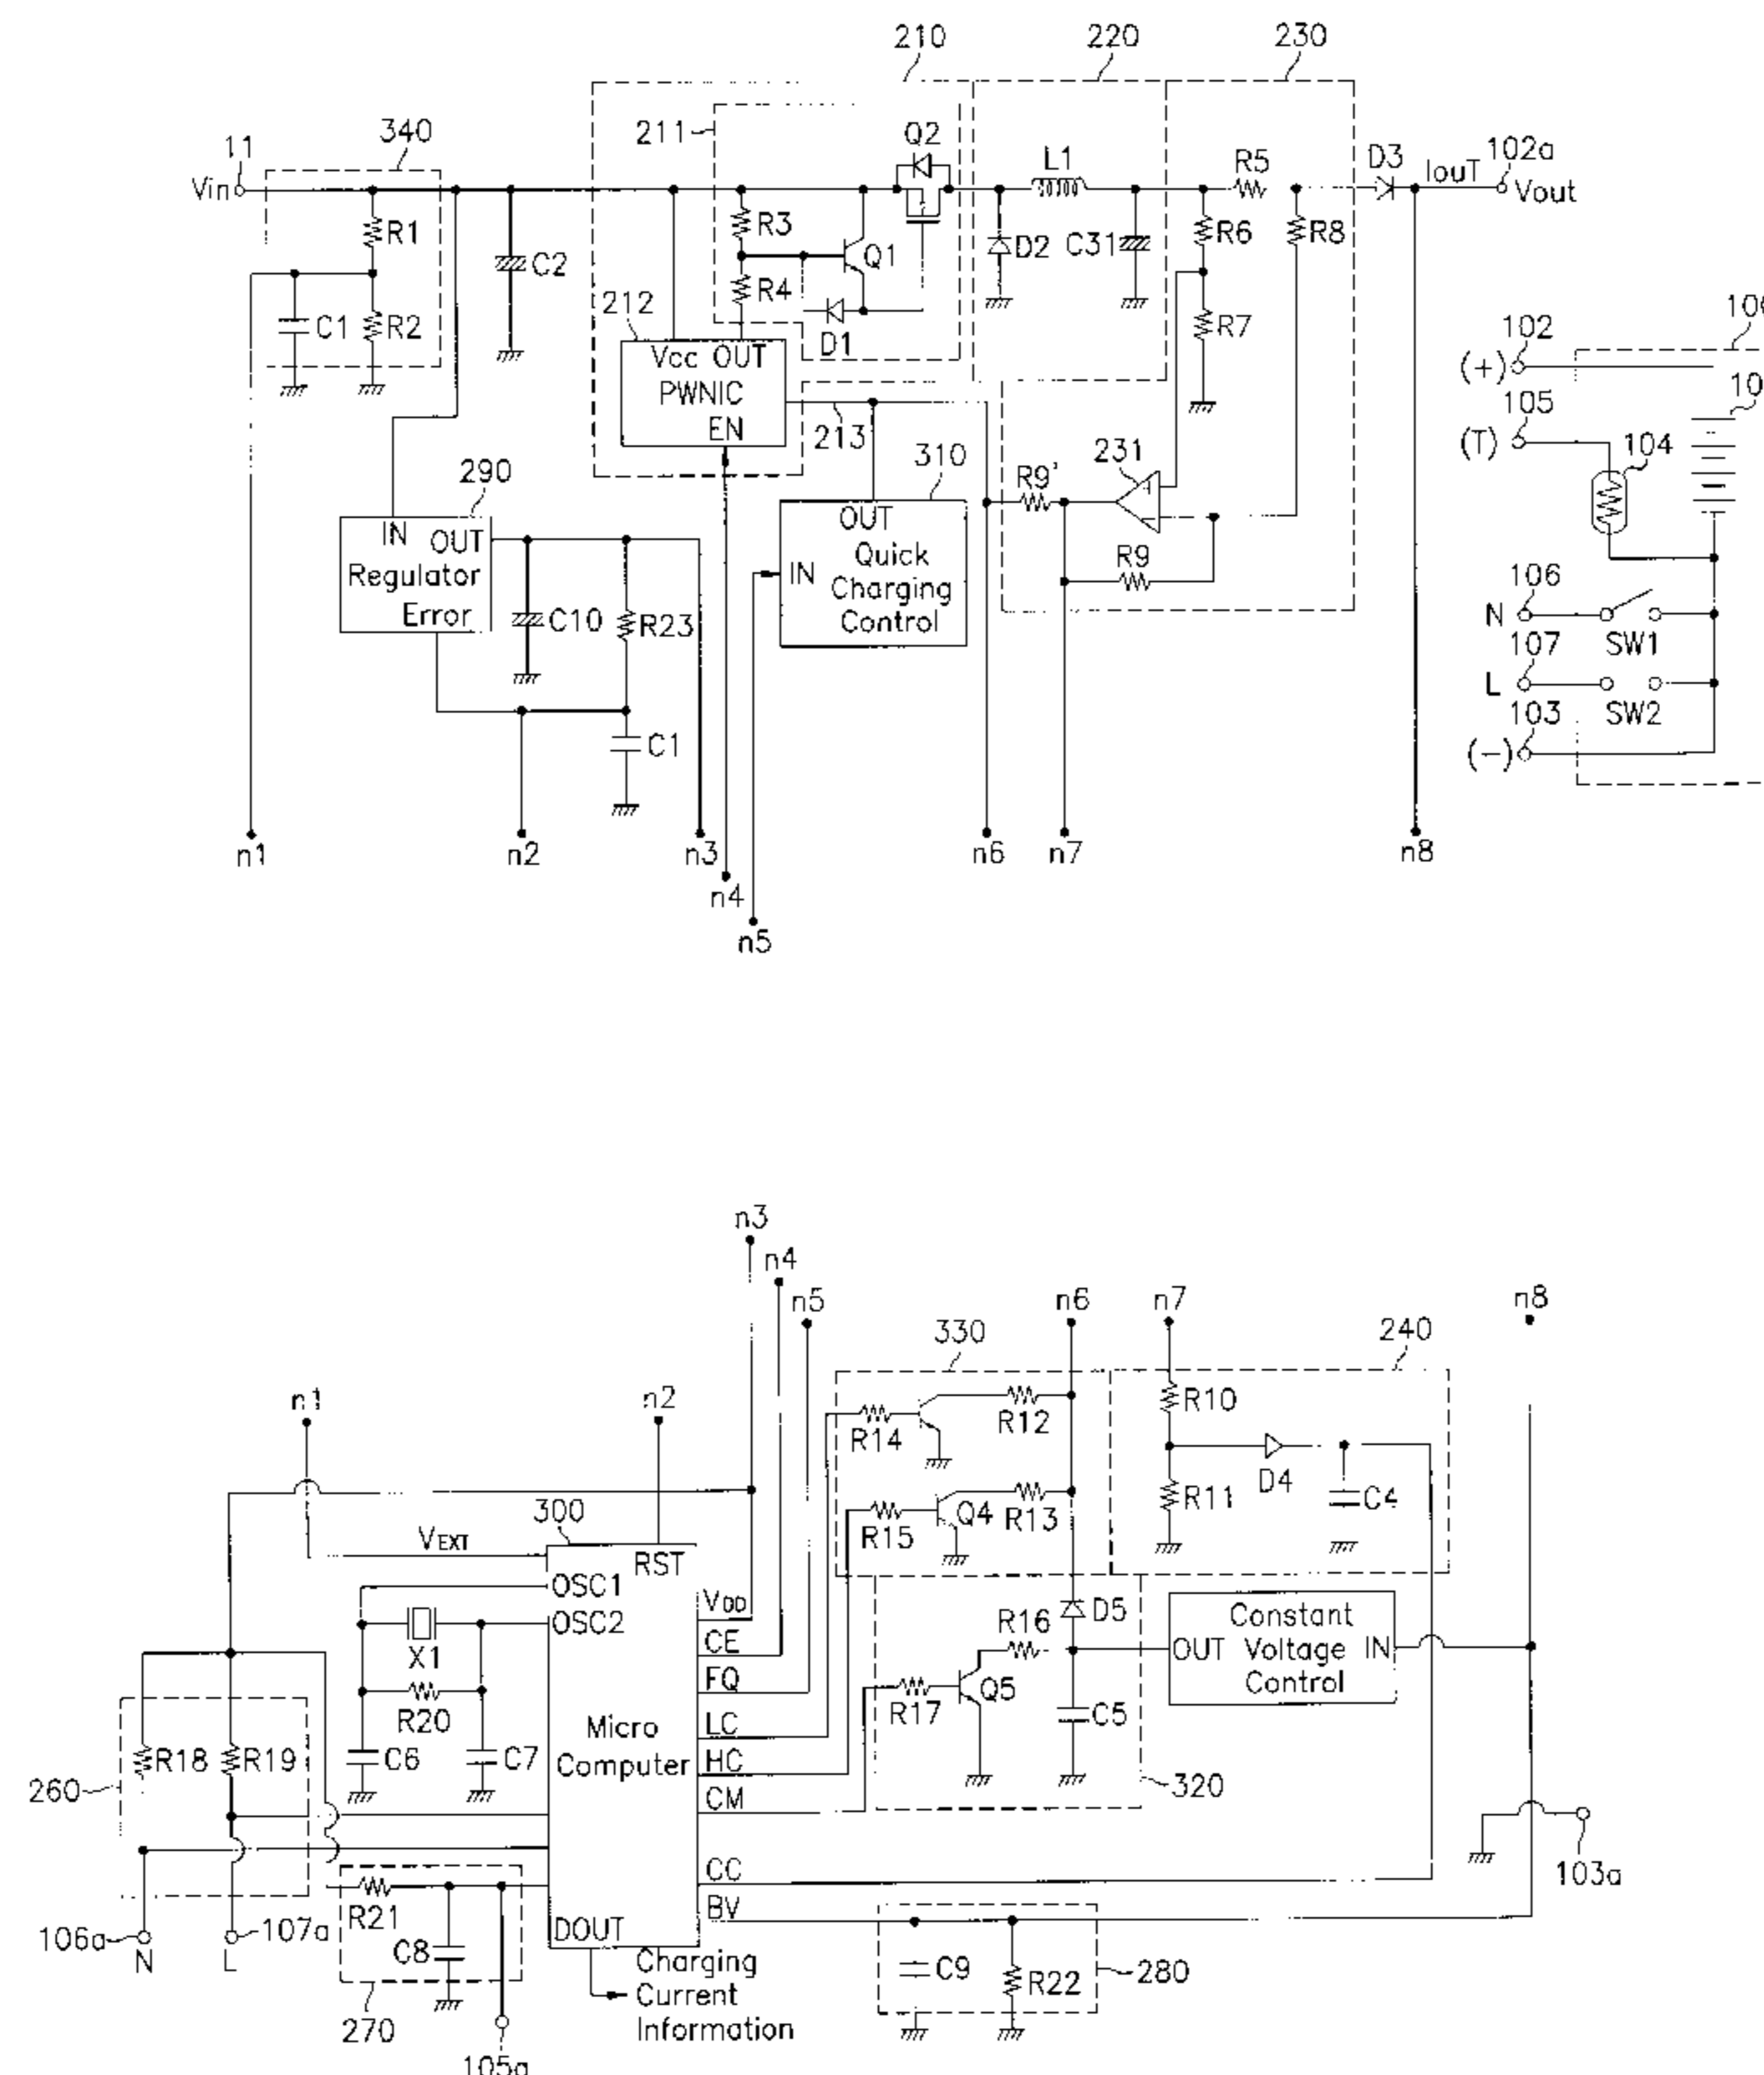 210
220
230
211
Q2
340
11
Vin
L1
R5
D3
IouT
102a
Vout
R1
R3
R6
R8
C2
Q1
D2
C31
R4
212
D1
R7
C1
R2
Vcc OUT
PWNIC
EN
213
102
(+)
105
(T)
104
290
310
231
R9'
IN OUT
Regulator
Error
OUT
Quick
IN
Charging
Control
R9
C10
R23
106
N
SW1
107
L
SW2
103
(−)
C1
n1
n2
n3
n6
n7
n8
n4
n5
n3
n4
n5
n6
n7
n8
330
240
n1
n2
R14
R12
R10
D4
R11
C4
300
VEXT
RST
R15
Q4
R13
OSC1
OSC2
VDD
X1
CE
R16
D5
Constant
OUT Voltage IN
Control
R20
FQ
R17
Q5
C5
R18
R19
C6
C7
Micro
Computer
LC
HC
CM
260
320
CC
103a
BV
R21
106a
N
107a
L
C8
DOUT
C9
R22
280
Charging
Current
Information
270
105a